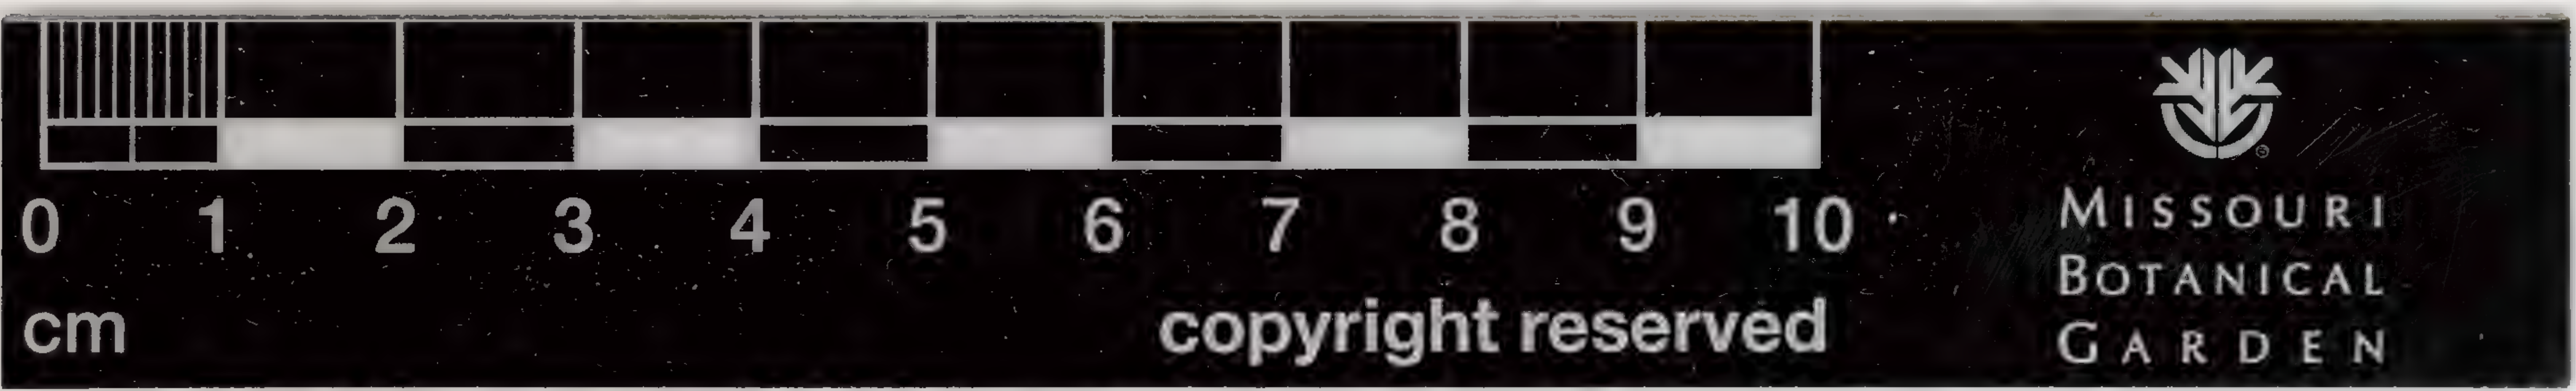 0 1 2 3 4 5 6 7 8 9 10
cm
copyright reserved
®
MISSOURI
BOTANICAL
GARDEN